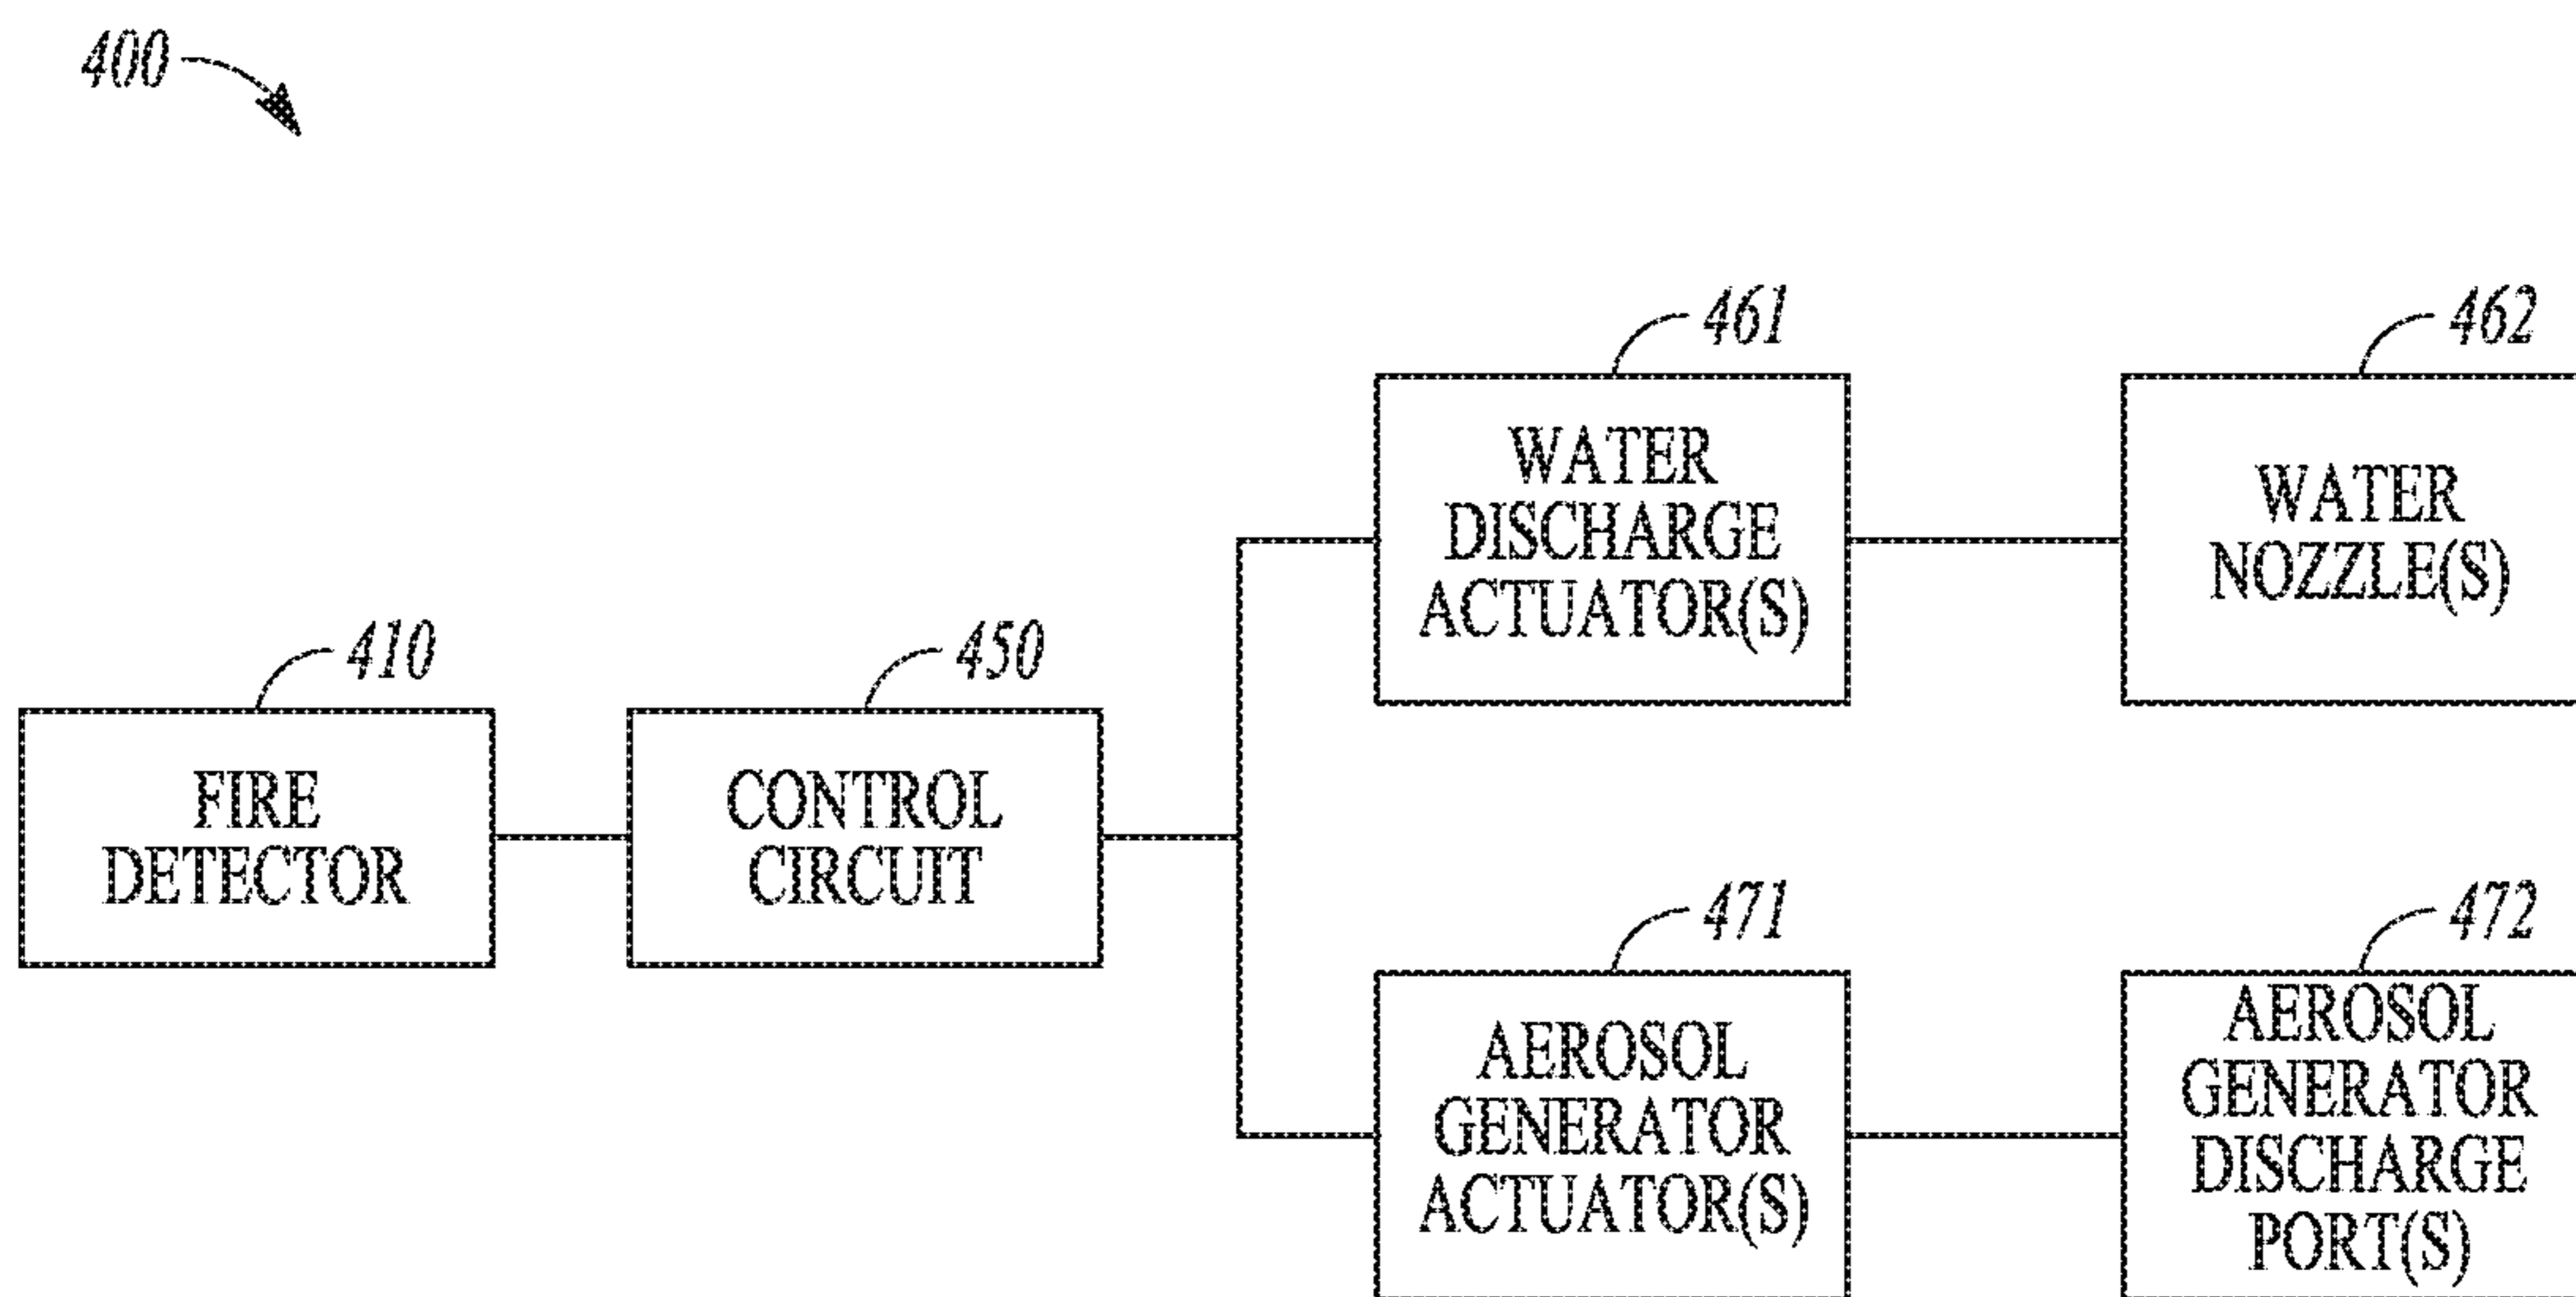 400
461
WATER
DISCHARGE
ACTUATOR(S)
462
WATER
NOZZLE(S)
410
FIRE
DETECTOR
450
CONTROL
CIRCUIT
471
AEROSOL
GENERATOR
ACTUATOR(S)
472
AEROSOL
GENERATOR
DISCHARGE
PORT(S)